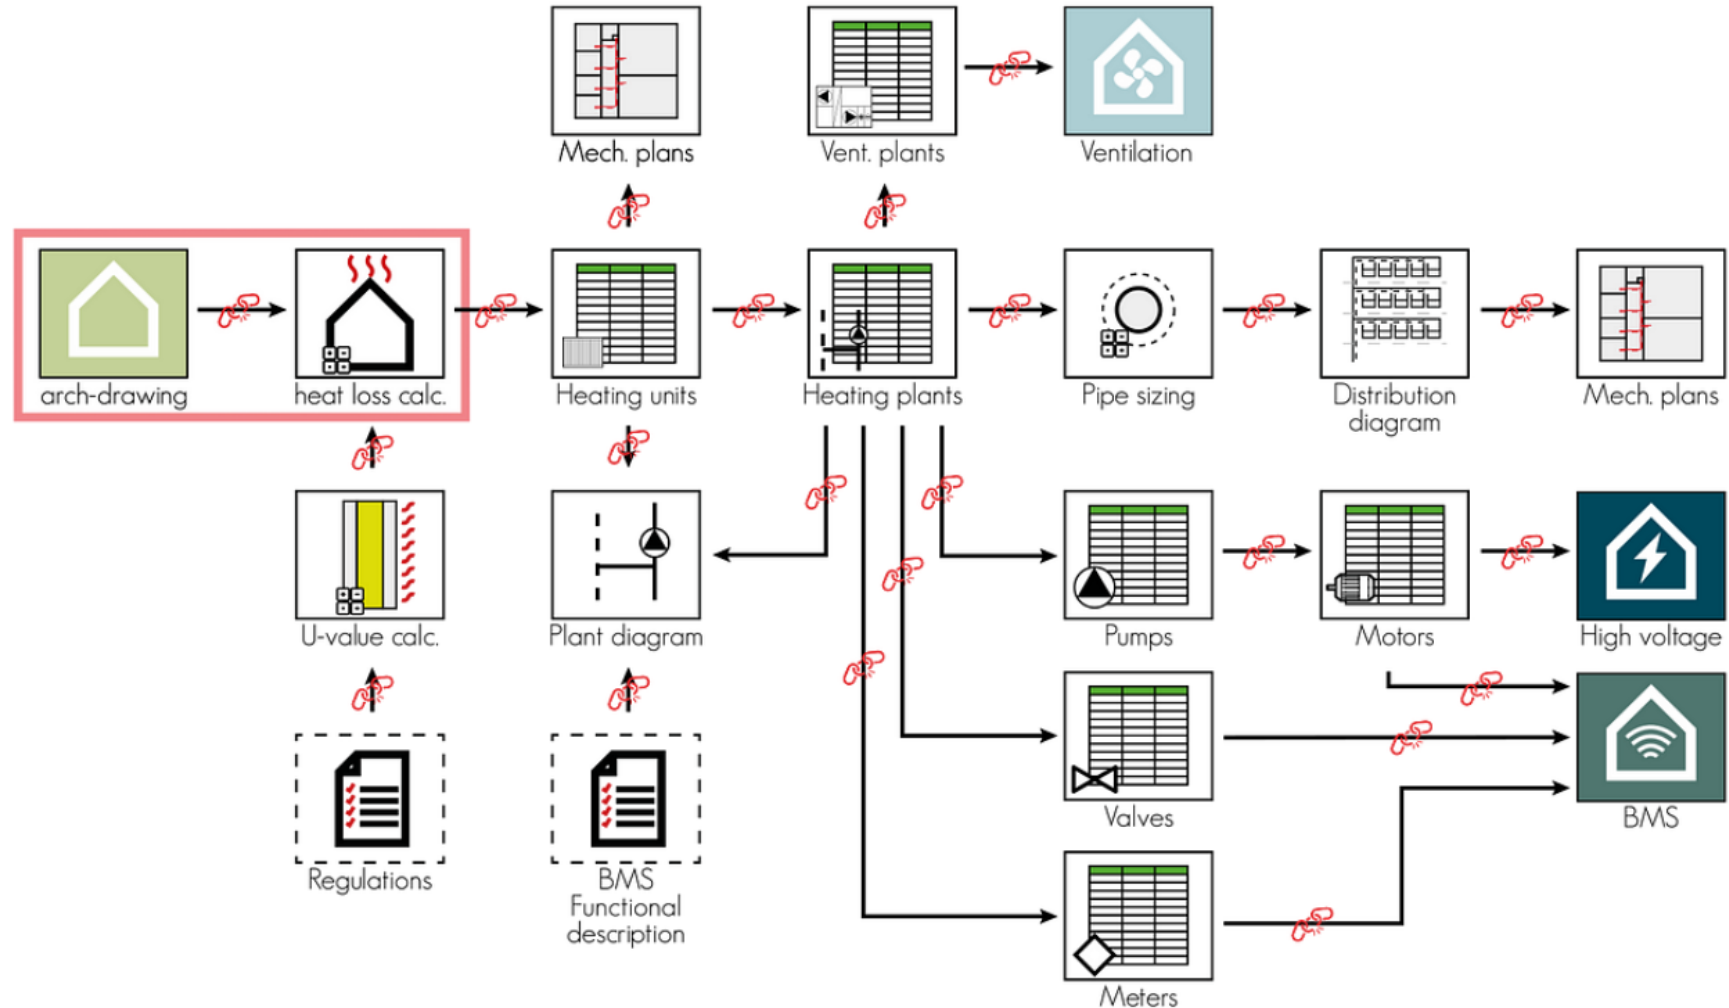 Mech. plans
Vent. plants
Ventilation
arch-drawing
heat loss calc.
Heating units
Heating plants
Pipe sizing
Distribution
diagram
Mech. plans
U-value calc.
Plant diagram
Pumps
Motors
High voltage
Valves
BMS
Regulations
BMS
Functional
description
Meters